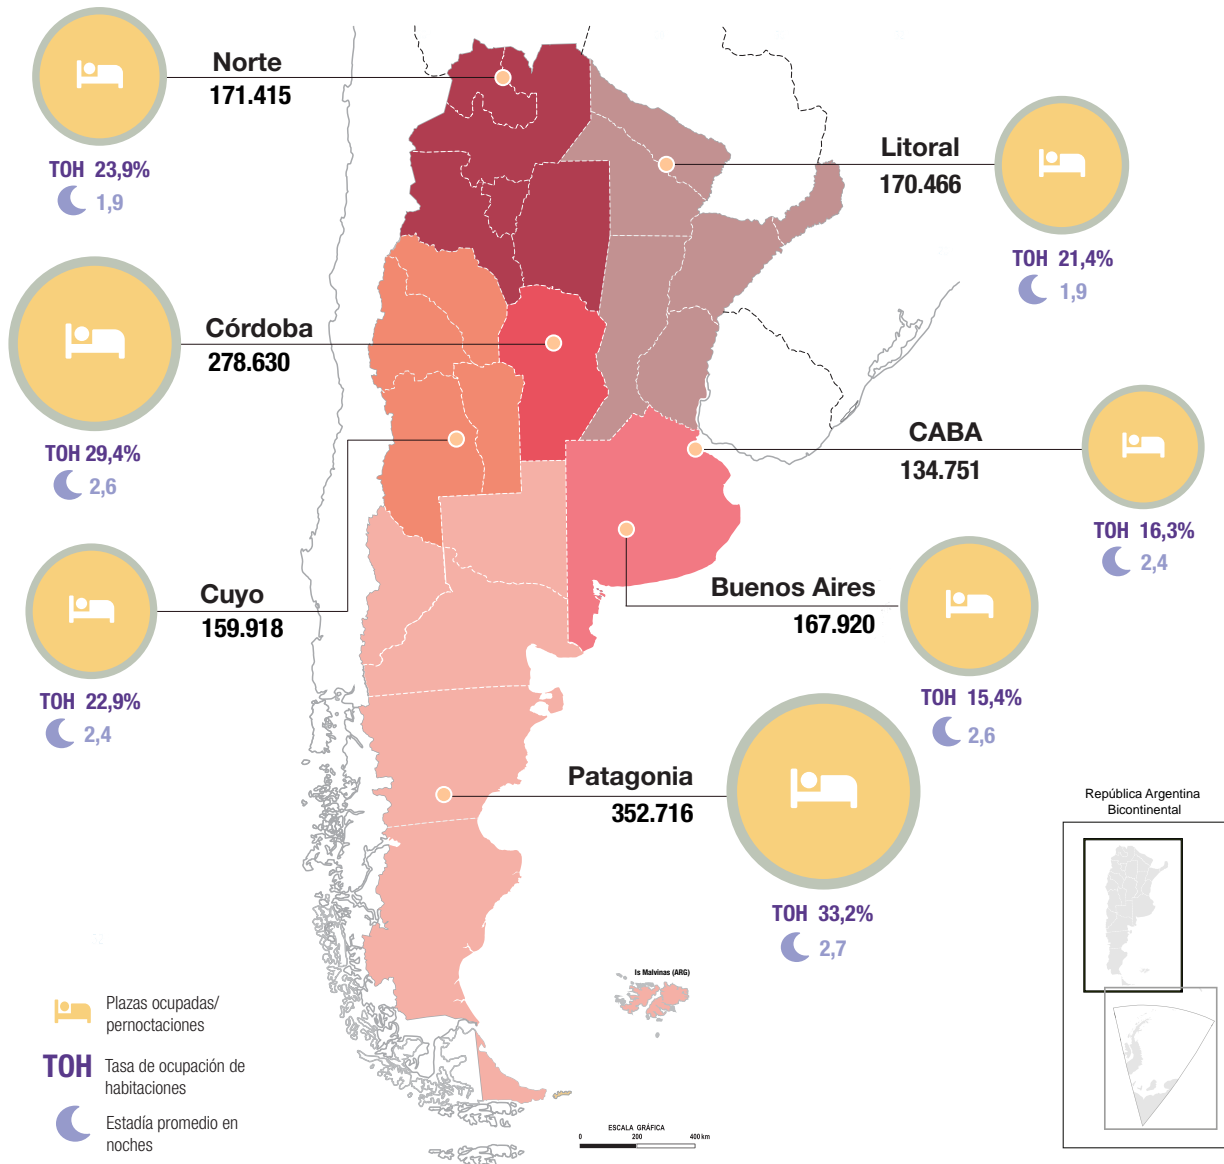 Norte
171.415
TOH 23,9%
1,9
Litoral
170.466
TOH 21,4%
1,9
Córdoba
278.630
TOH 29,4%
2,6
CABA
134.751
TOH 16,3%
2,4
Cuyo
159.918
TOH 22,9%
2,4
Buenos Aires
167.920
TOH 15,4%
2,6
Patagonia
352.716
TOH 33,2%
2,7
República Argentina
Bicontinental
Is Malvinas (ARG)
Plazas ocupadas/
pernoctaciones
TOH Tasa de ocupación de
habitaciones
Estadía promedio en
noches
ESCALA GRÁFICA
0 200 400 km